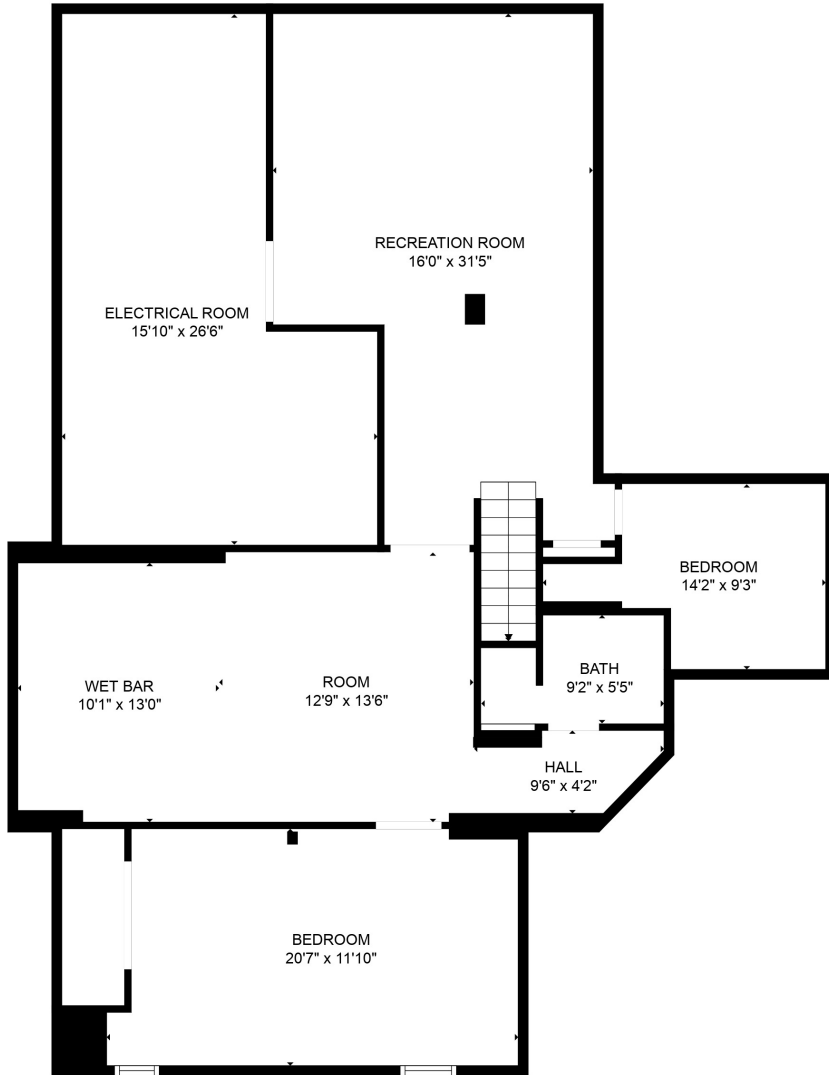 RECREATION ROOM
16'0" x 31'5"
ELECTRICAL ROOM
15'10" x 26'6"
BEDROOM
14'2" x 9'3"
BATH
9'2" x 5'5"
WET BAR
10'1" x 13'0"
ROOM
12'9" x 13'6"
HALL
9'6" x 4'2"
BEDROOM
20'7" x 11'10"